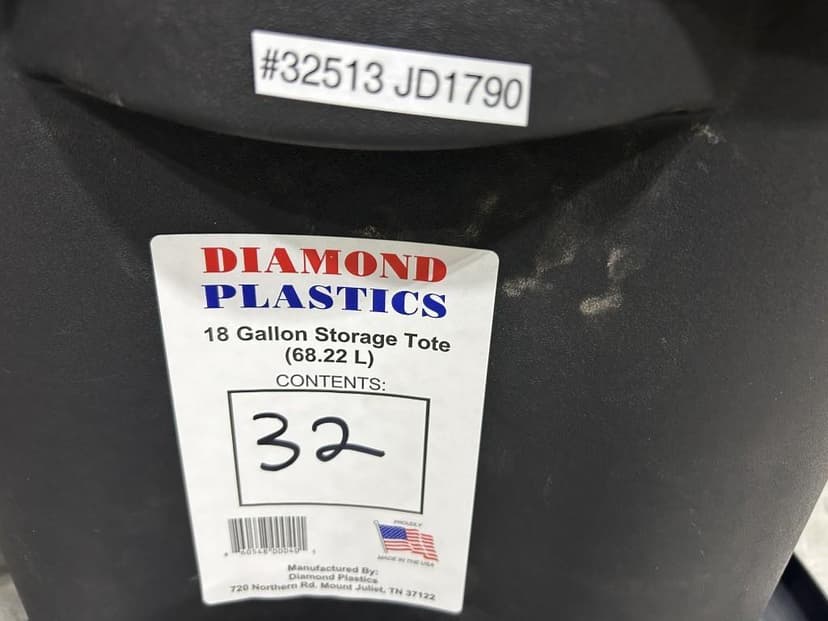 #32513 JD1790
DIAMOND
PLASTICS
18 Gallon Storage Tote
(68.22 L)
CONTENTS:
32
PROUDLY
MADE IN THE USA
Manufactured By:
Diamond Plastics
720 Northern Rd. Mount Juliet, TN 37122